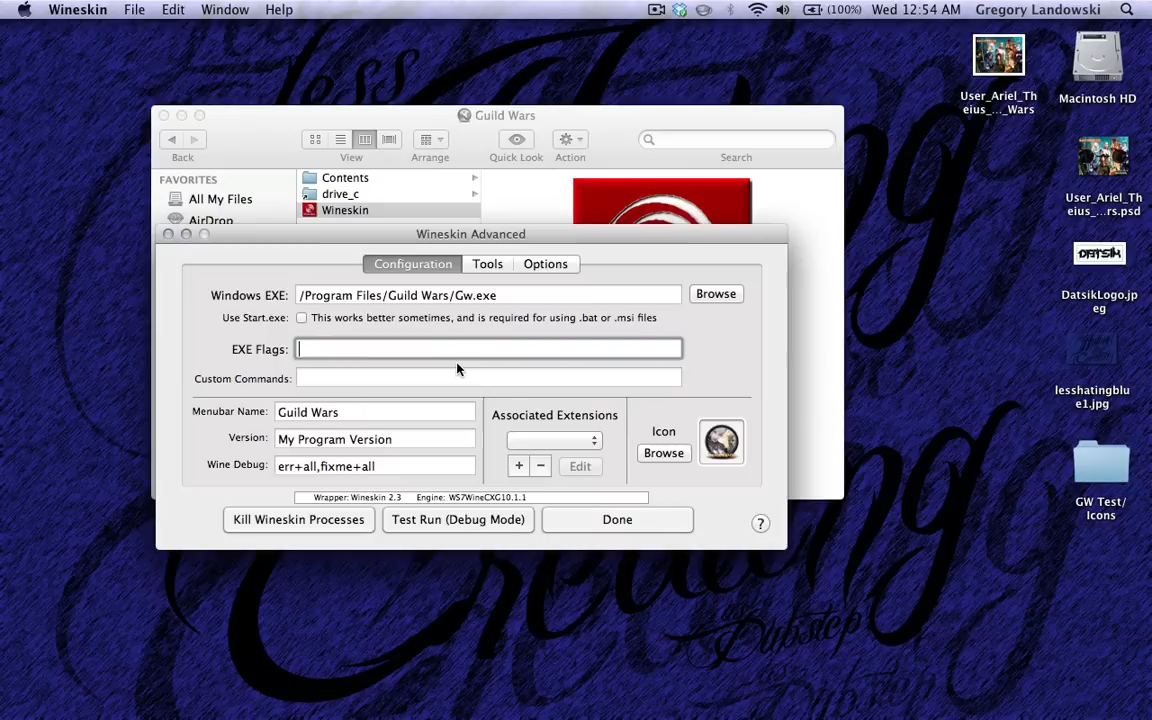 Wineskin File Edit Window Help (100%) Wed 12:54 AM Gregory Landowski
User_Ariel_Th
eius_..._Wars
Macintosh HD
User_Ariel_The
ius_...rs.psd
DATSIK
DatsikLogo.jp
eg
lesshatingblu
e1.jpg
GW Test/
Icons
Guild Wars
Back View Arrange Quick Look Action Search
FAVORITES
All My Files
AirDrop
Contents
drive_c
Wineskin
Wineskin Advanced
Configuration Tools Options
Windows EXE: /Program Files/Guild Wars/Gw.exe Browse
Use Start.exe: This works better sometimes, and is required for using .bat or .msi files
EXE Flags:
Custom Commands:
Menubar Name: Guild Wars
Version: My Program Version
Wine Debug: err+all,fixme+all
Associated Extensions
+ − Edit
Icon
Browse
Wrapper: Wineskin 2.3 Engine: WS7WineCXG10.1.1
Kill Wineskin Processes Test Run (Debug Mode) Done ?
less
Creating
Dubstep